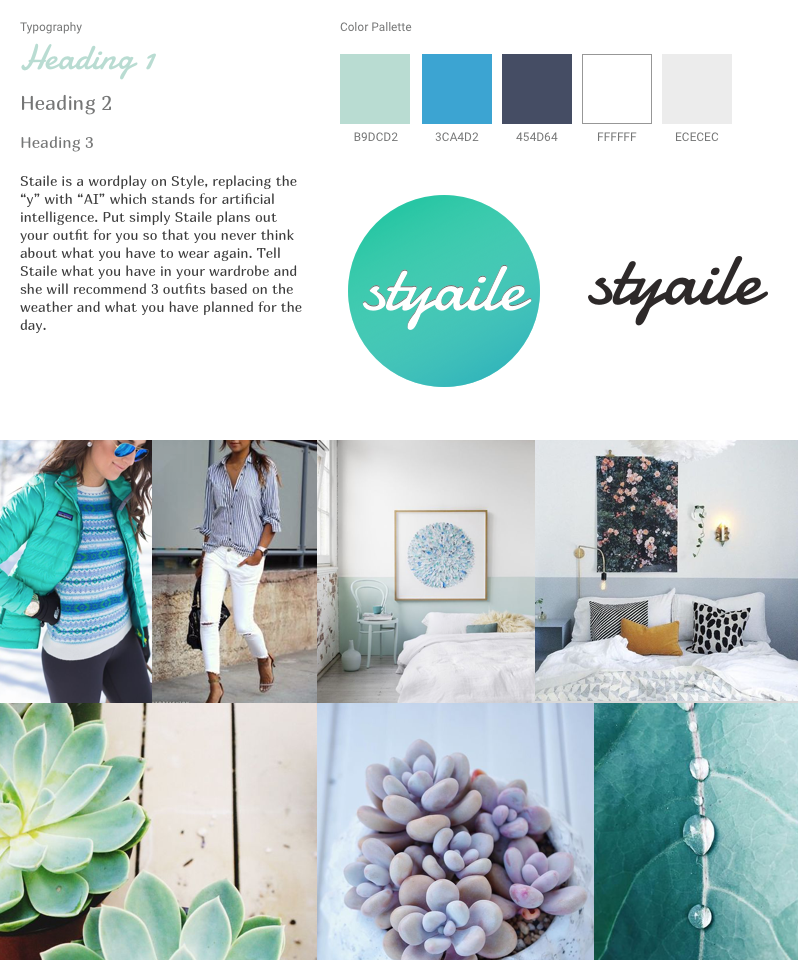 Typography
Heading 1
Heading 2
Heading 3
Staile is a wordplay on Style, replacing the
“y” with “AI” which stands for artificial
intelligence. Put simply Staile plans out
your outfit for you so that you never think
about what you have to wear again. Tell
Staile what you have in your wardrobe and
she will recommend 3 outfits based on the
weather and what you have planned for the
day.
Color Pallette
B9DCD2
3CA4D2
454D64
FFFFFF
ECECEC
styaile
styaile